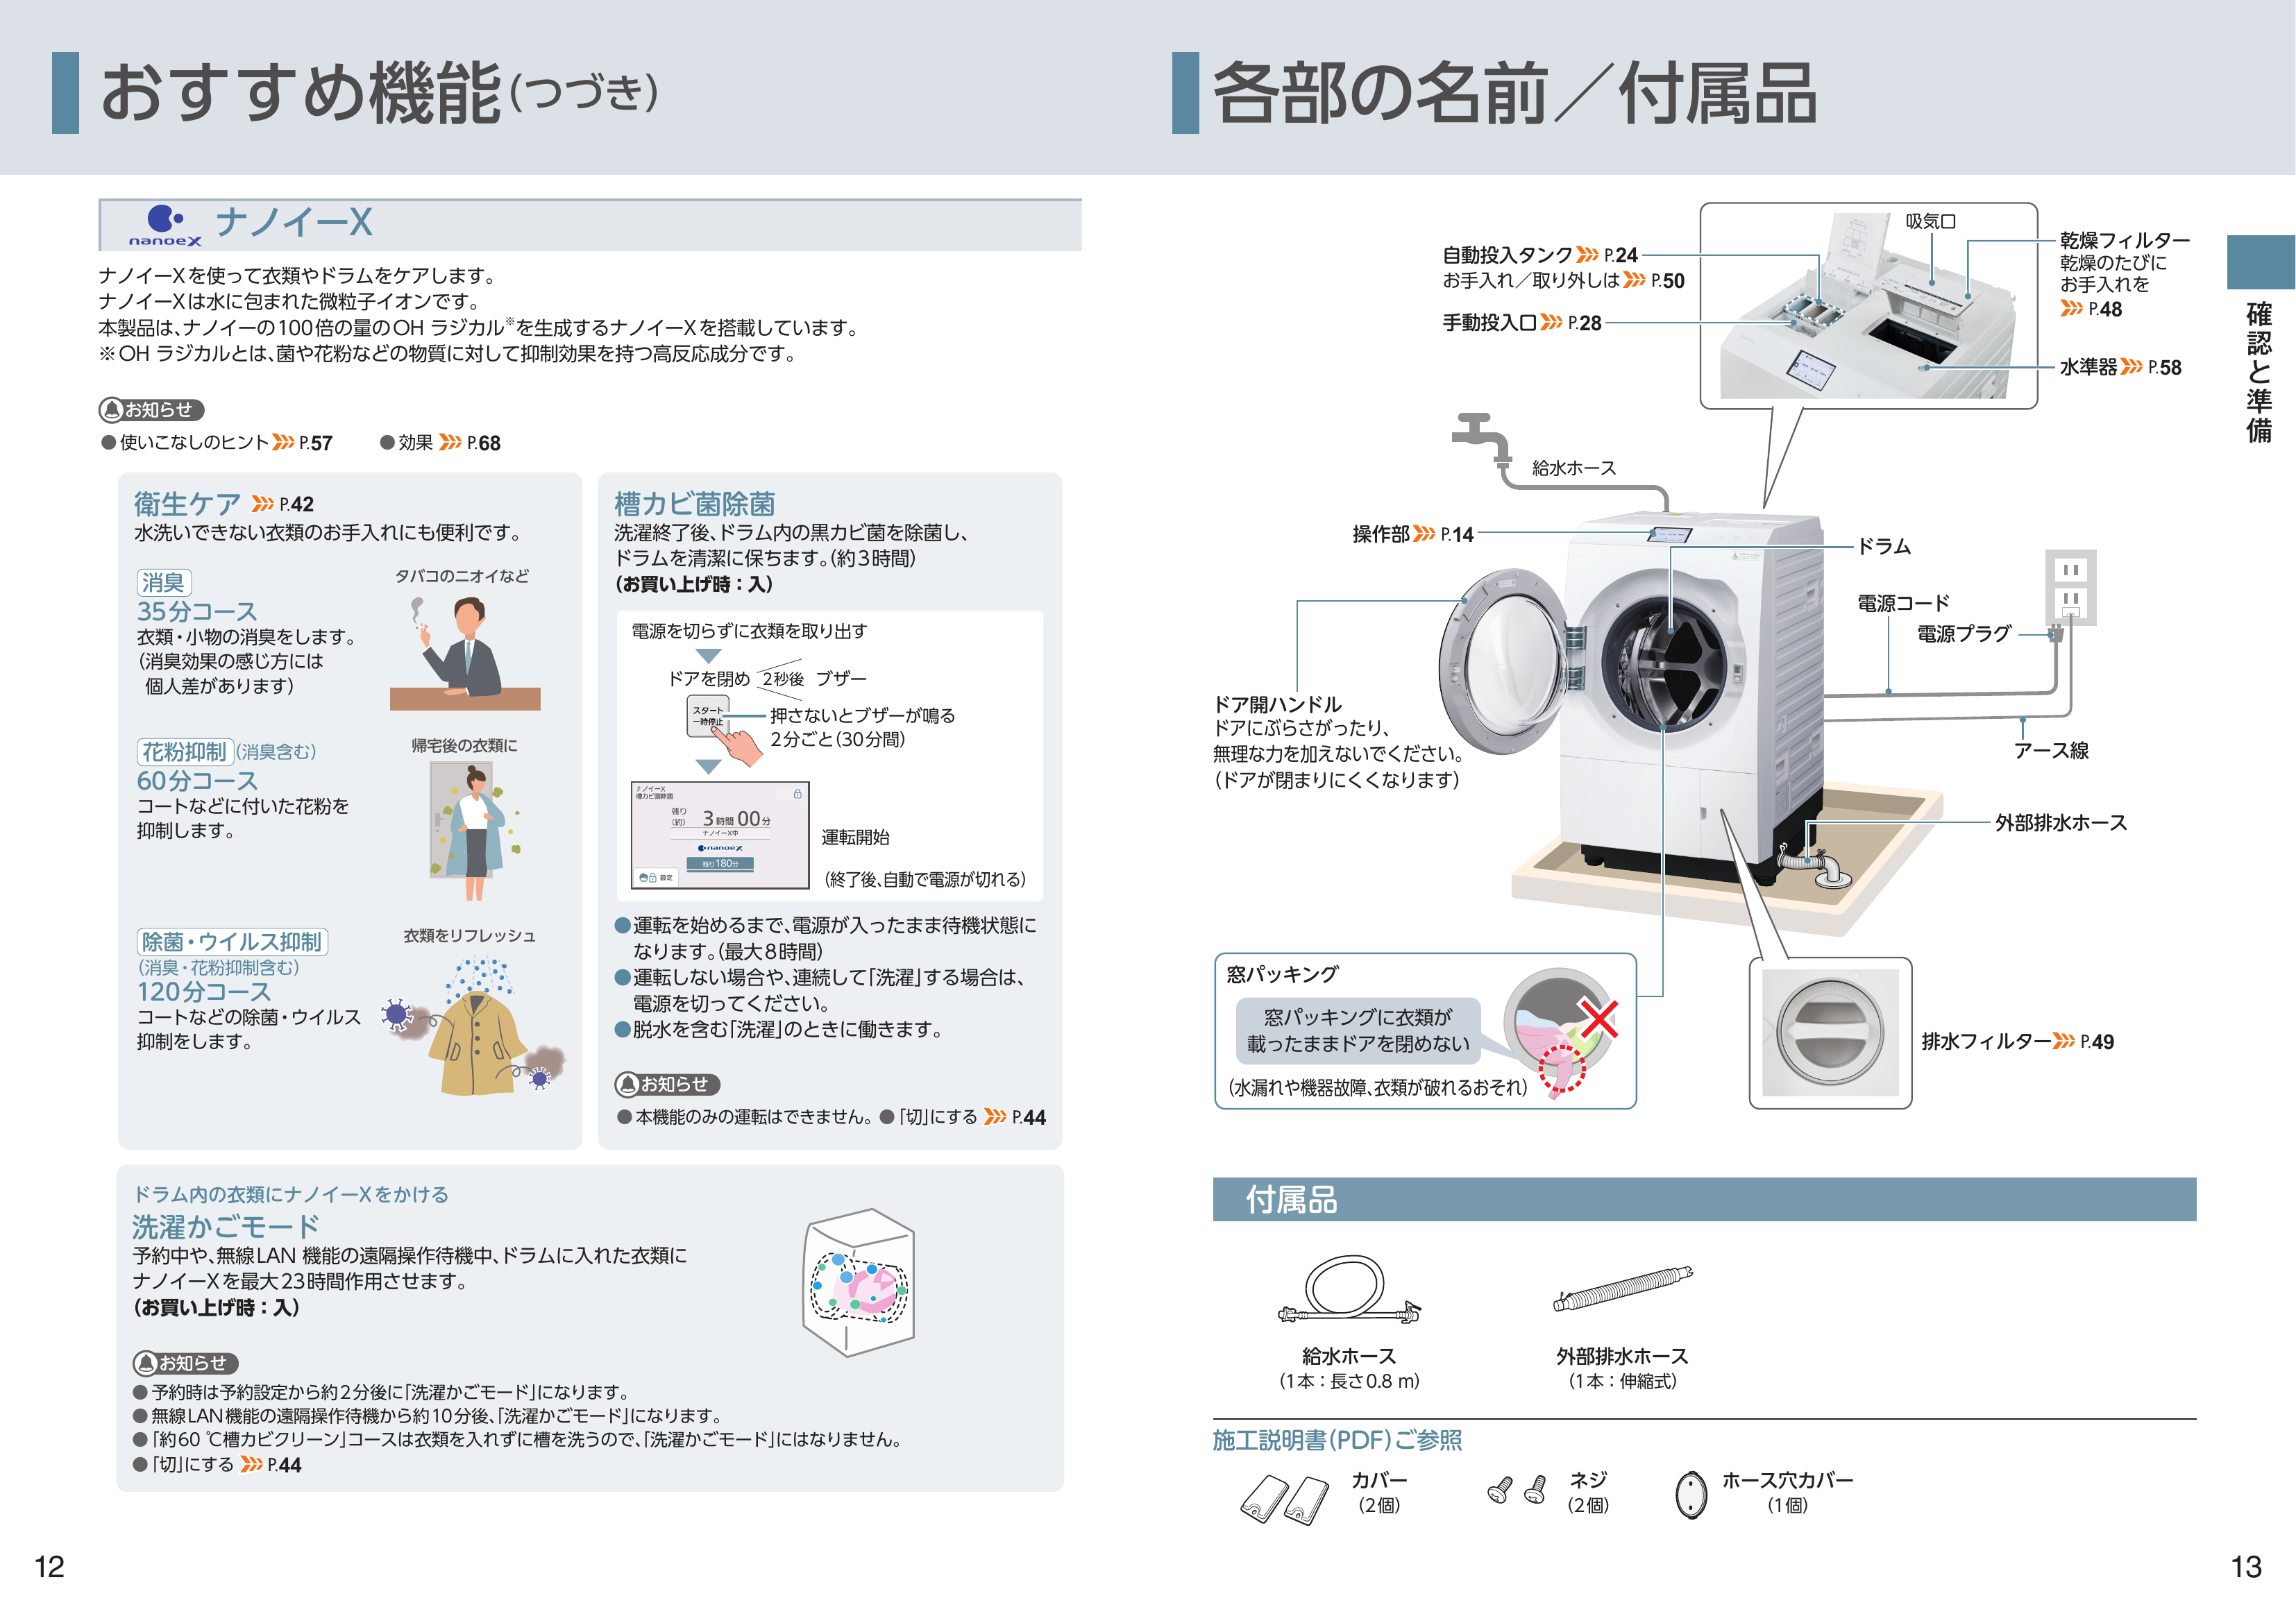 おすすめ機能(つづき)
nanoeX ナノイーX
ナノイーXを使って衣類やドラムをケアします。
ナノイーXは水に包まれた微粒子イオンです。
本製品は、ナノイーの100倍の量のOH ラジカル※を生成するナノイーXを搭載しています。
※OH ラジカルとは、菌や花粉などの物質に対して抑制効果を持つ高反応成分です。
お知らせ
●使いこなしのヒント P.57 ●効果 P.68
衛生ケア P.42
水洗いできない衣類のお手入れにも便利です。
消臭
35分コース
衣類・小物の消臭をします。
(消臭効果の感じ方には
個人差があります)
タバコのニオイなど
花粉抑制(消臭含む)
60分コース
コートなどに付いた花粉を
抑制します。
帰宅後の衣類に
除菌・ウイルス抑制
(消臭・花粉抑制含む)
120分コース
コートなどの除菌・ウイルス
抑制をします。
衣類をリフレッシュ
槽カビ菌除菌
洗濯終了後、ドラム内の黒カビ菌を除菌し、
ドラムを清潔に保ちます。(約3時間)
(お買い上げ時：入)
電源を切らずに衣類を取り出す
ドアを閉め 2秒後 ブザー
スタート
一時停止
押さないとブザーが鳴る
2分ごと(30分間)
ナノイーX
槽カビ菌除菌
残り
(約) 3時間00分
ナノイーX中
nanoeX
残り180分
設定
運転開始
(終了後、自動で電源が切れる)
●運転を始めるまで、電源が入ったまま待機状態に
なります。(最大8時間)
●運転しない場合や、連続して「洗濯」する場合は、
電源を切ってください。
●脱水を含む「洗濯」のときに働きます。
お知らせ
●本機能のみの運転はできません。 ●「切」にする P.44
ドラム内の衣類にナノイーXをかける
洗濯かごモード
予約中や、無線LAN 機能の遠隔操作待機中、ドラムに入れた衣類に
ナノイーXを最大23時間作用させます。
(お買い上げ時：入)
お知らせ
●予約時は予約設定から約2分後に「洗濯かごモード」になります。
●無線LAN機能の遠隔操作待機から約10分後、「洗濯かごモード」になります。
●「約60 ℃槽カビクリーン」コースは衣類を入れずに槽を洗うので、「洗濯かごモード」にはなりません。
●「切」にする P.44
12
各部の名前／付属品
自動投入タンク P.24
お手入れ／取り外しは P.50
手動投入口 P.28
吸気口
乾燥フィルター
乾燥のたびに
お手入れを
P.48
水準器 P.58
確認と準備
給水ホース
操作部 P.14
ドラム
電源コード
電源プラグ
アース線
ドア開ハンドル
ドアにぶらさがったり、
無理な力を加えないでください。
(ドアが閉まりにくくなります)
外部排水ホース
窓パッキング
窓パッキングに衣類が
載ったままドアを閉めない
(水漏れや機器故障、衣類が破れるおそれ)
排水フィルター P.49
付属品
給水ホース
(1本：長さ0.8 m)
外部排水ホース
(1本：伸縮式)
施工説明書(PDF)ご参照
カバー
(2個)
ネジ
(2個)
ホース穴カバー
(1個)
13